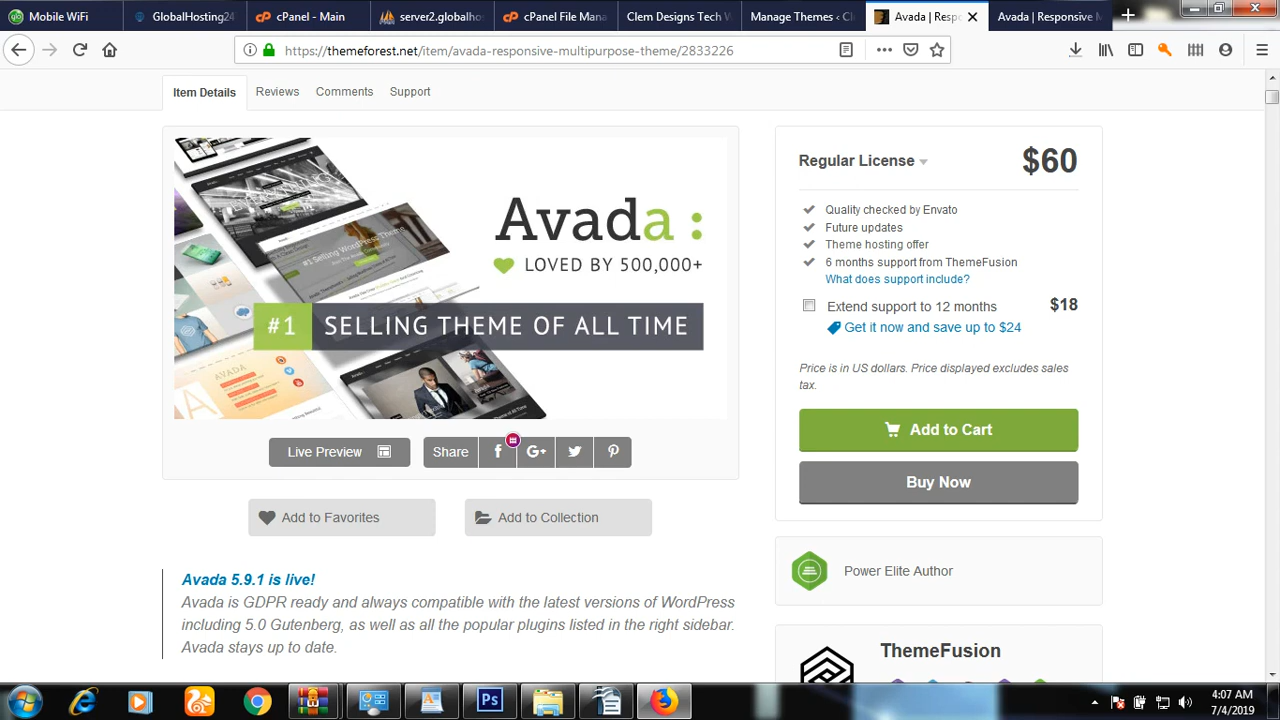 Mobile WiFi
GlobalHosting24
cPanel - Main
server2.globalho
cPanel File Mana
Clem Designs Tech W
Manage Themes ‹ Cl
Avada | Respo
Avada | Responsive M
https://themeforest.net/item/avada-responsive-multipurpose-theme/2833226
Item Details
Reviews
Comments
Support
Avada :
LOVED BY 500,000+
#1 SELLING THEME OF ALL TIME
AVADA
Live Preview
Share
Add to Favorites
Add to Collection
Avada 5.9.1 is live!
Avada is GDPR ready and always compatible with the latest versions of WordPress
including 5.0 Gutenberg, as well as all the popular plugins listed in the right sidebar.
Avada stays up to date.
Regular License
$60
Quality checked by Envato
Future updates
Theme hosting offer
6 months support from ThemeFusion
What does support include?
Extend support to 12 months
$18
Get it now and save up to $24
Price is in US dollars. Price displayed excludes sales
tax.
Add to Cart
Buy Now
Power Elite Author
ThemeFusion
Ps
4:07 AM
7/4/2019